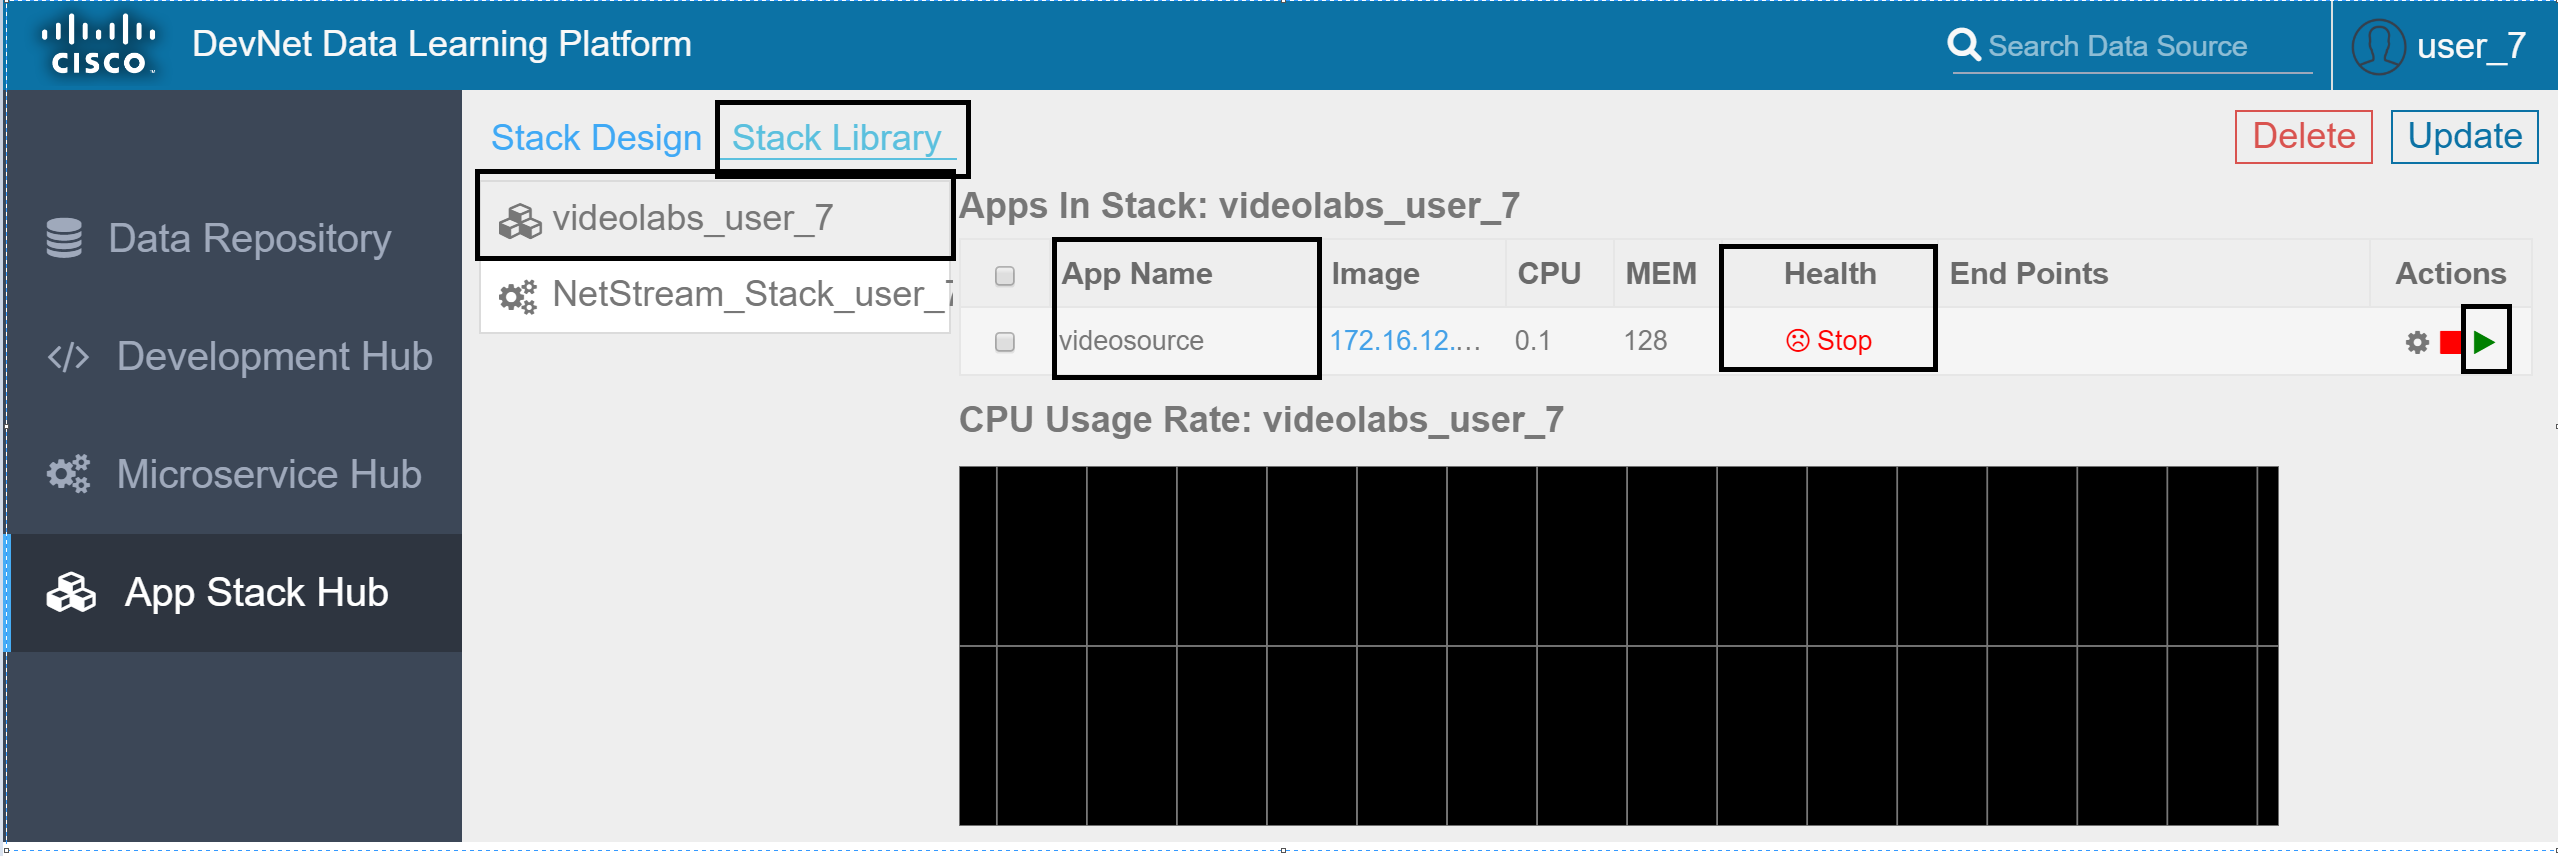 CISCO
DevNet Data Learning Platform
Search Data Source
user_7
Data Repository
Development Hub
Microservice Hub
App Stack Hub
Stack Design
Stack Library
Delete
Update
videolabs_user_7
NetStream_Stack_user_7
Apps In Stack: videolabs_user_7
App Name Image CPU MEM Health End Points Actions
videosource 172.16.12.... 0.1 128 Stop
CPU Usage Rate: videolabs_user_7